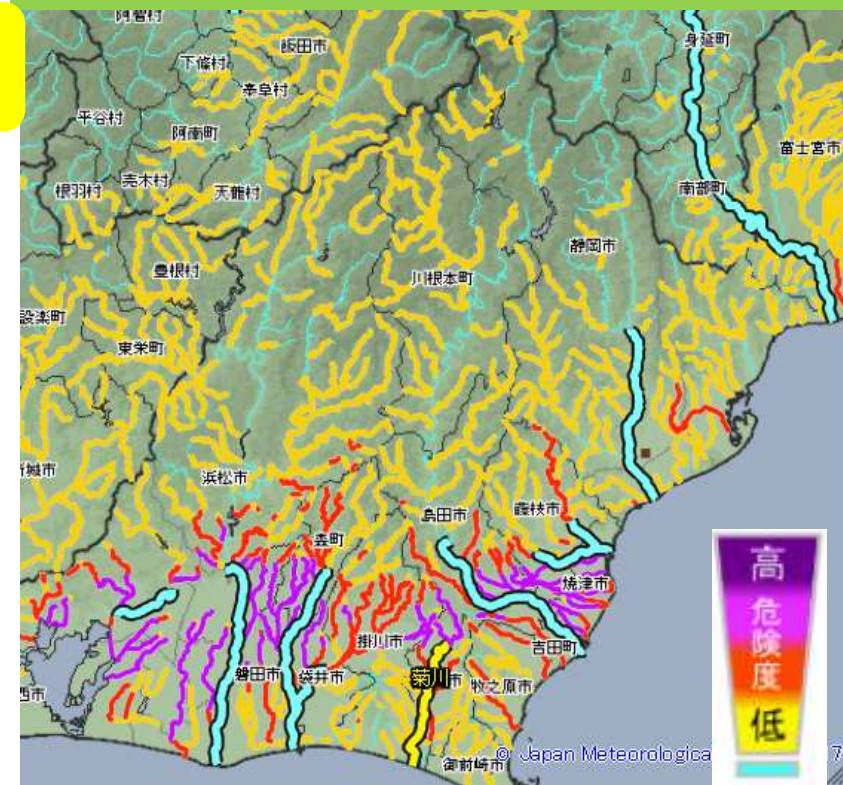 阿智村
身延町
飯田市
下條村
泰阜村
平谷村
阿南町
富士宮市
売木村
根羽村
天龍村
南部町
静岡市
豊根村
川根本町
設楽町
東栄町
新城市
浜松市
島田市
藤枝市
森町
焼津市
掛川市
吉田町
磐田市
袋井市
菊川市
牧之原市
西市
御前崎市
© Japan Meteorologica
7
高
危
険
度
低